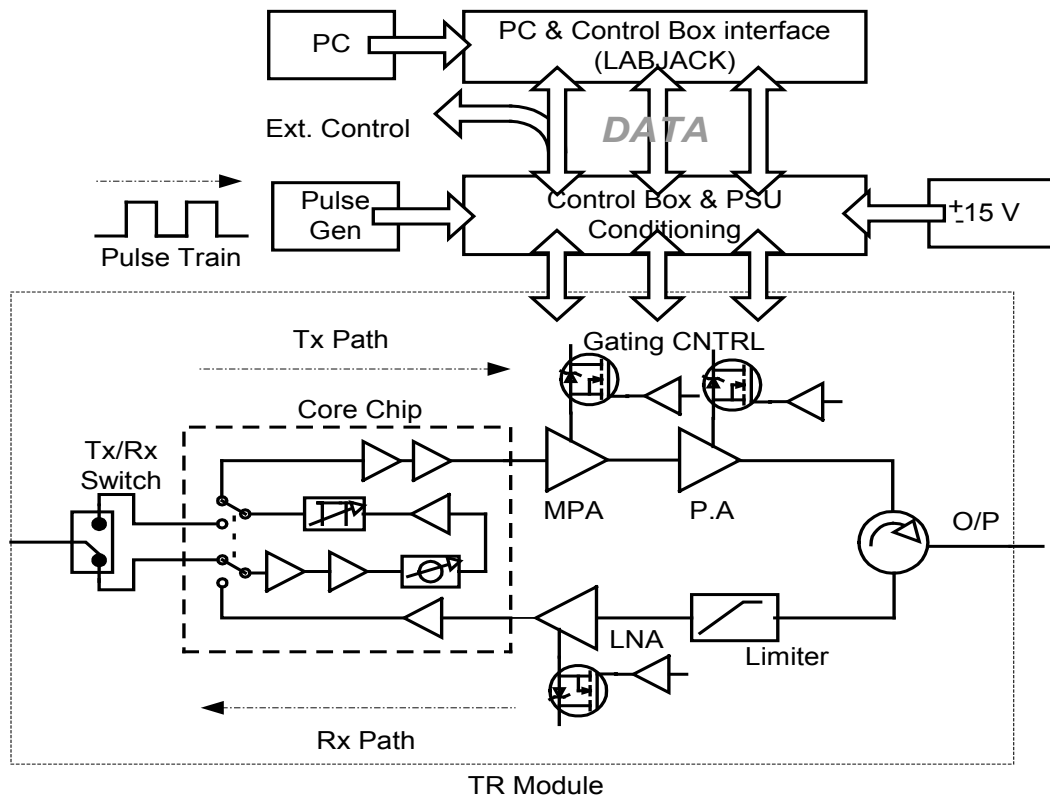 PC
PC & Control Box interface
(LABJACK)
Ext. Control
DATA
Pulse
Gen
Control Box & PSU
Conditioning
+
-
15 V
Pulse Train
Tx Path
Gating CNTRL
Core Chip
Tx/Rx
Switch
MPA
P.A
O/P
LNA
Limiter
Rx Path
TR Module